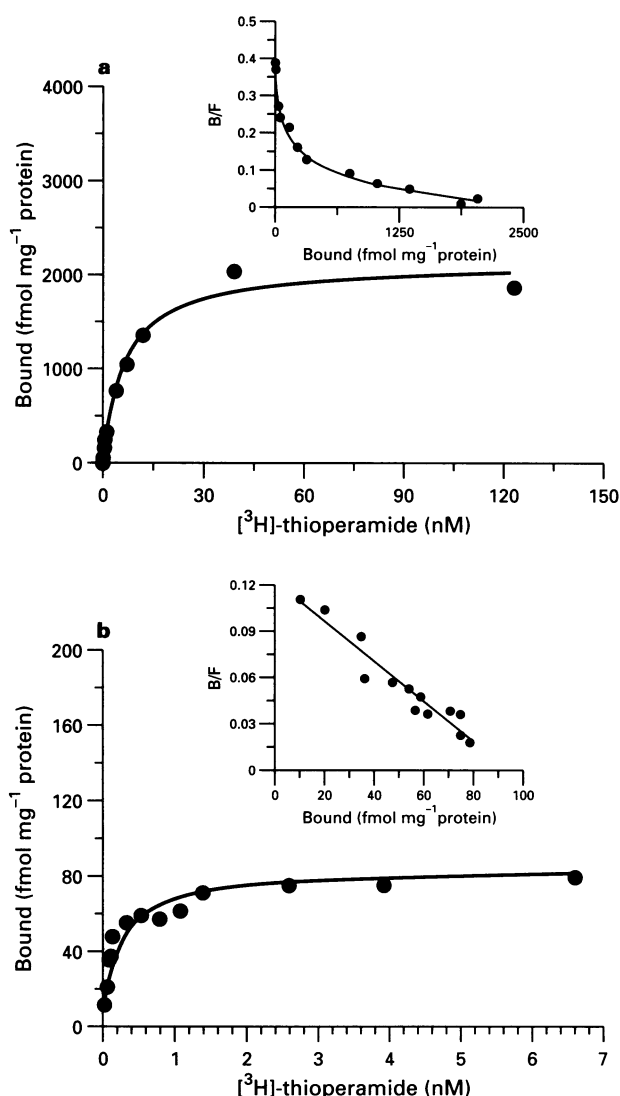 a
0.5
0.4
0.3
0.2
0.1
0
B/F
0 1250 2500
Bound (fmol mg⁻¹protein)
4000
3000
2000
1000
0
Bound (fmol mg⁻¹ protein)
0 30 60 90 120 150
[³H]-thioperamide (nM)
b
0.12
0.09
0.06
0.03
0
B/F
0 20 40 60 80 100
Bound (fmol mg⁻¹protein)
200
160
120
80
40
0
Bound (fmol mg⁻¹ protein)
0 1 2 3 4 5 6 7
[³H]-thioperamide (nM)